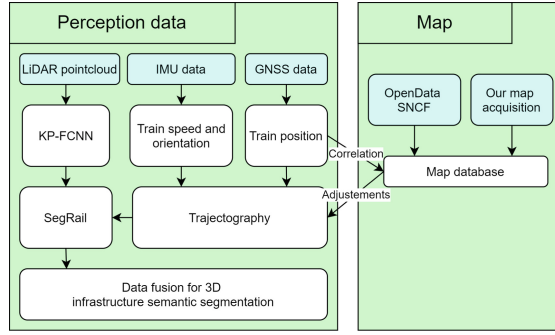 Perception data
Map
LiDAR pointcloud
IMU data
GNSS data
OpenData
SNCF
Our map
acquisition
KP-FCNN
Train speed and
orientation
Train position
Correlation
Map database
Adjustements
SegRail
Trajectography
Data fusion for 3D
infrastructure semantic segmentation